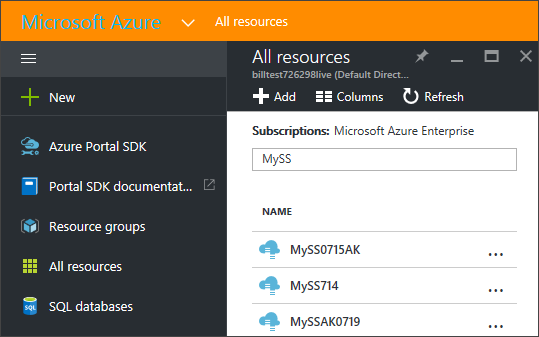 Microsoft Azure
All resources
New
Azure Portal SDK
Portal SDK documentat...
Resource groups
All resources
SQL databases
SQL
All resources
billtest726298live (Default Direct...
Add
Columns
Refresh
Subscriptions: Microsoft Azure Enterprise
MySS
NAME
MySS0715AK
...
MySS714
...
MySSAK0719
...